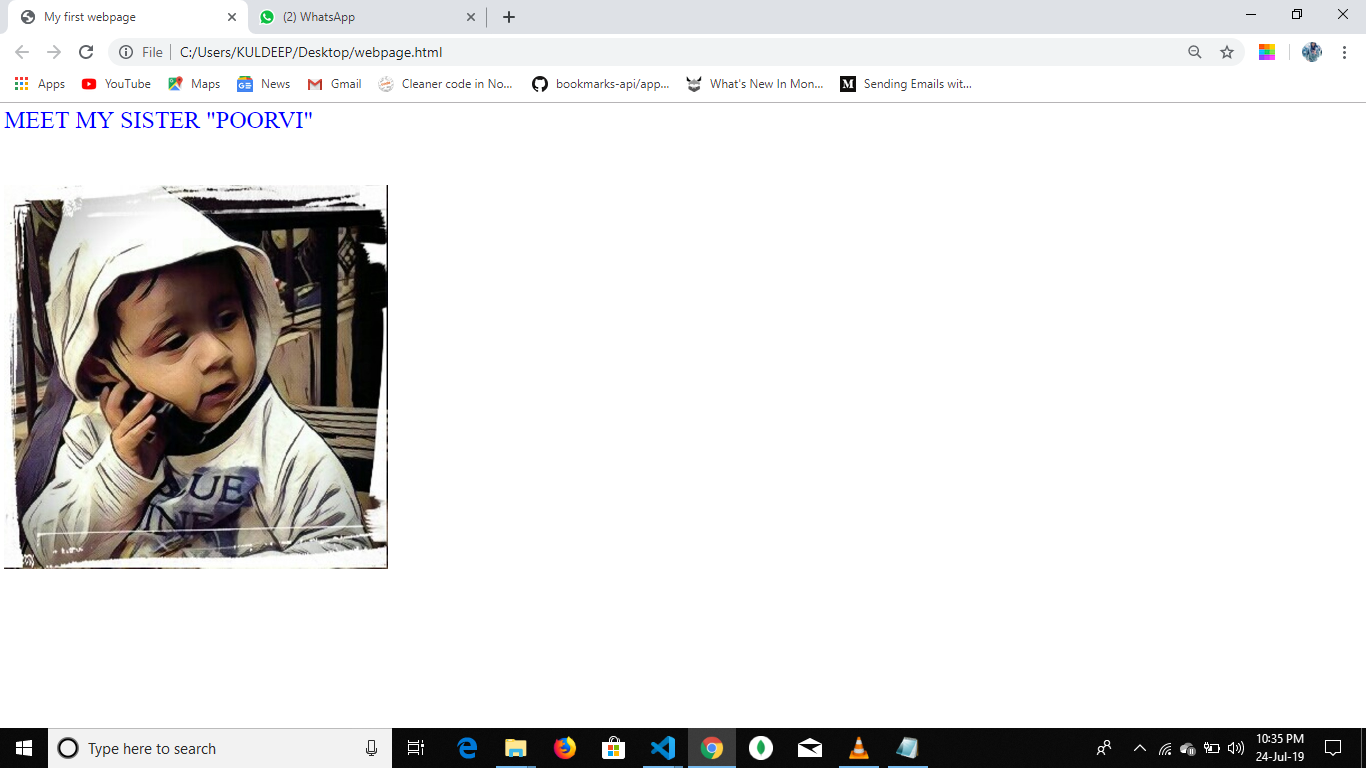 My first webpage
(2) WhatsApp
File
C:/Users/KULDEEP/Desktop/webpage.html
Apps
YouTube
Maps
News
Gmail
Cleaner code in No...
bookmarks-api/app...
What's New In Mon...
Sending Emails wit...
MEET MY SISTER "POORVI"
Type here to search
10:35 PM
24-Jul-19